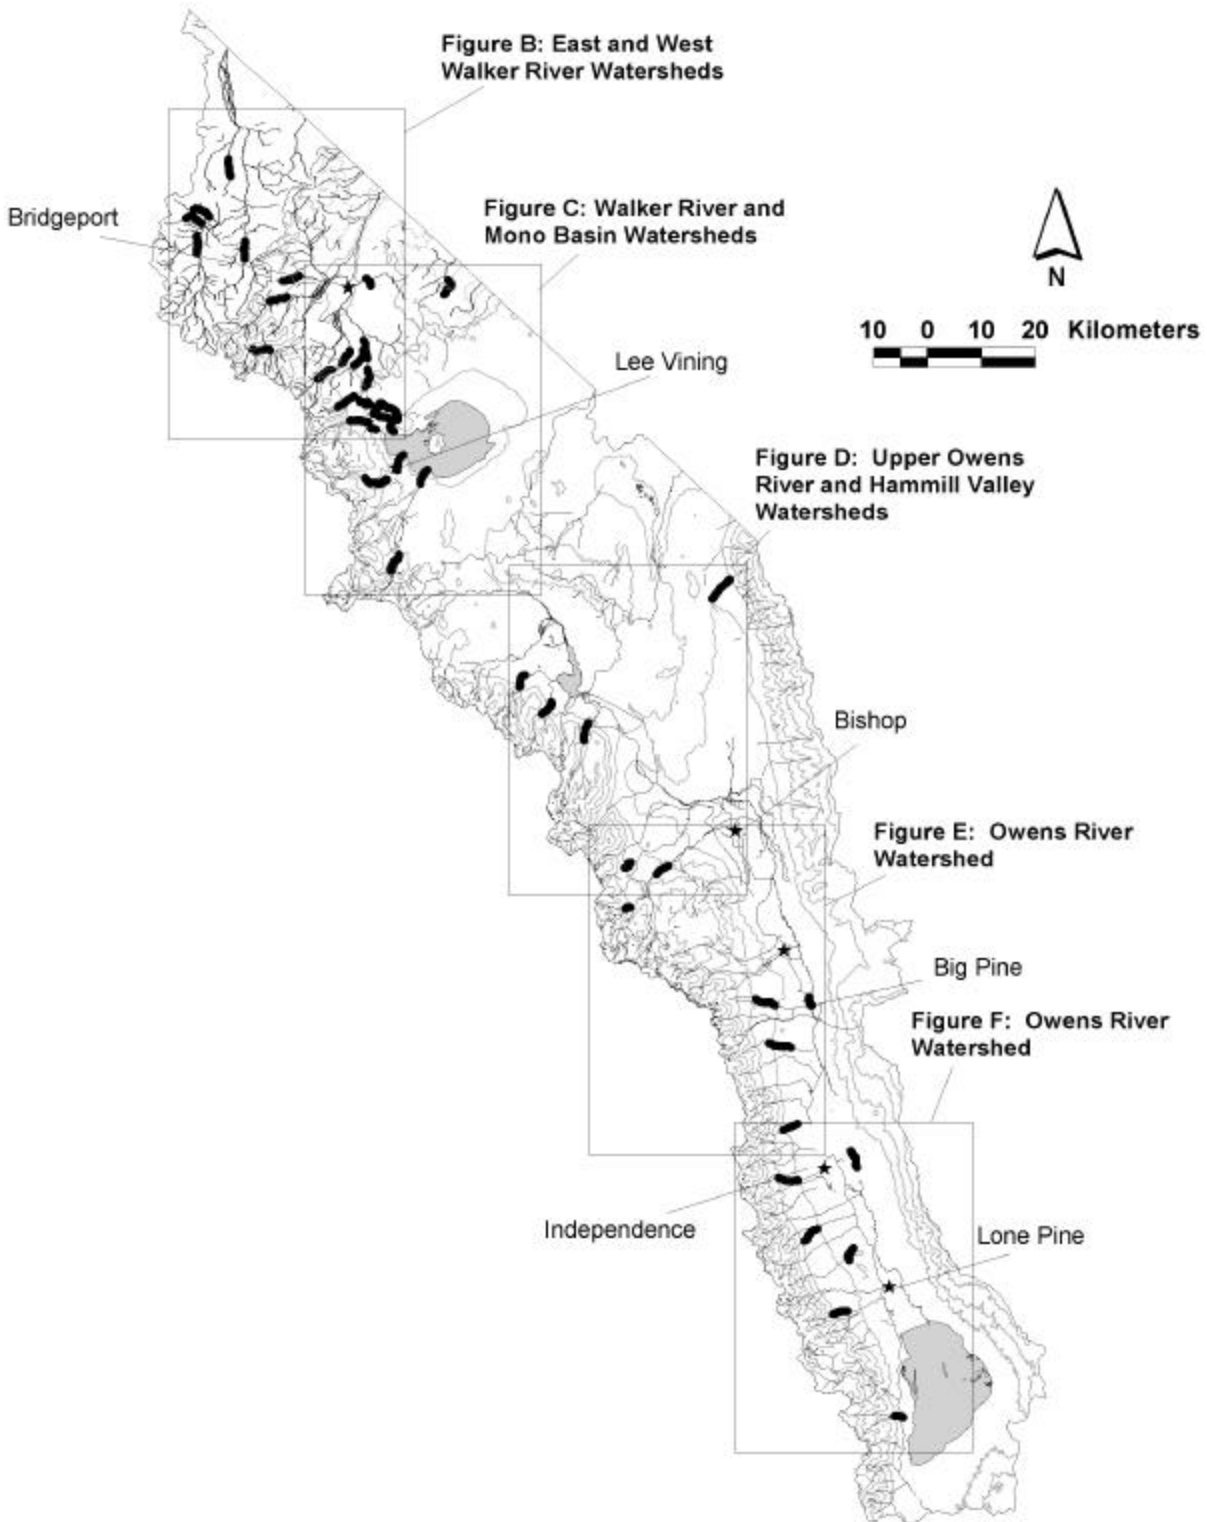 Figure B: East and West
Walker River Watersheds
Bridgeport
Figure C: Walker River and
Mono Basin Watersheds
N
10 0 10 20 Kilometers
Lee Vining
Figure D: Upper Owens
River and Hammill Valley
Watersheds
Bishop
Figure E: Owens River
Watershed
Big Pine
Figure F: Owens River
Watershed
Independence
Lone Pine